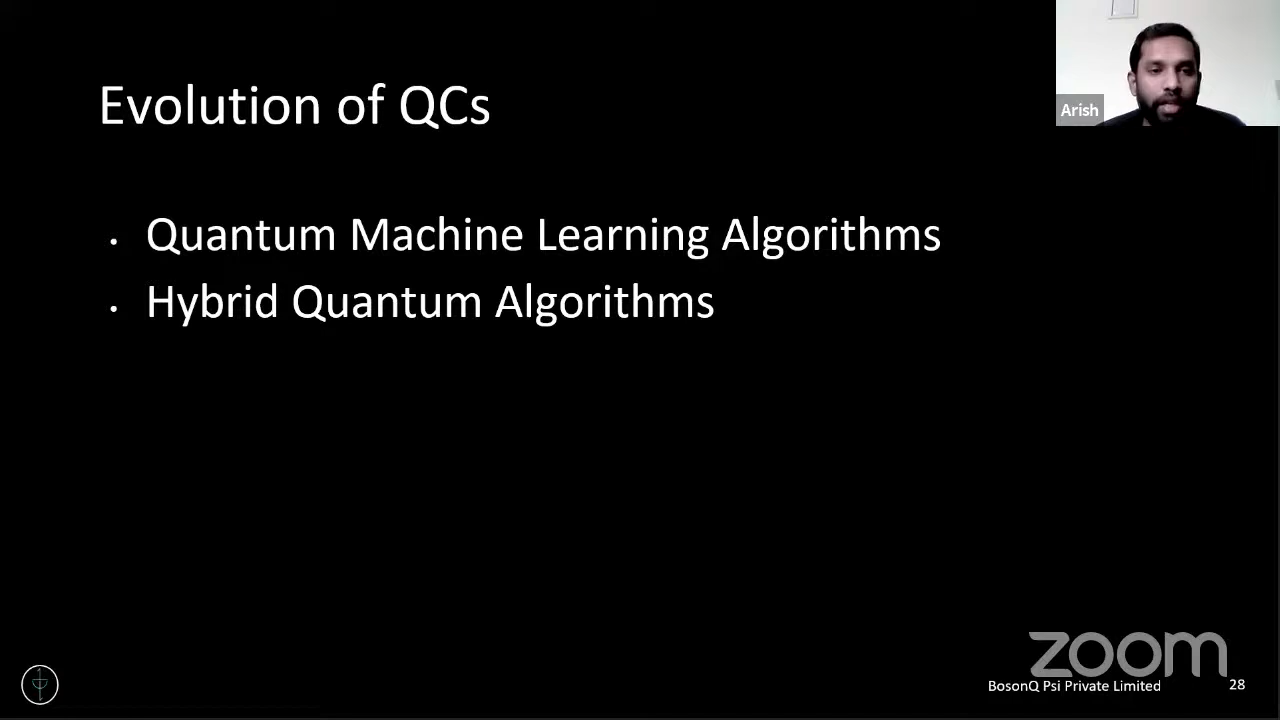 Evolution of QCs
Arish
• Quantum Machine Learning Algorithms
• Hybrid Quantum Algorithms
zoom
BosonQ Psi Private Limited
28